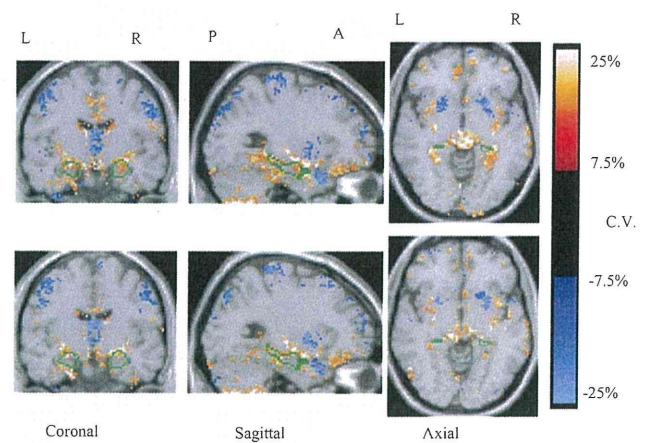 L R P A L R
25%
7.5%
C.V.
-7.5%
-25%
Coronal Sagittal Axial